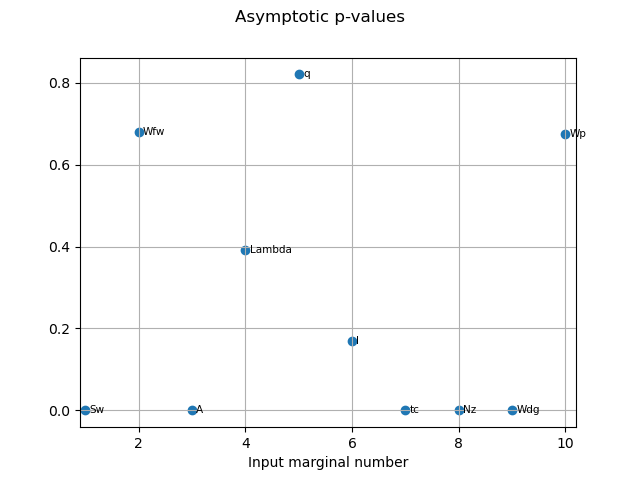 Asymptotic p-values
0.8
q
Wfw
Wp
0.6
0.4
Lambda
0.2
l
0.0
Sw
A
tc
Nz
Wdg
2
4
6
8
10
Input marginal number